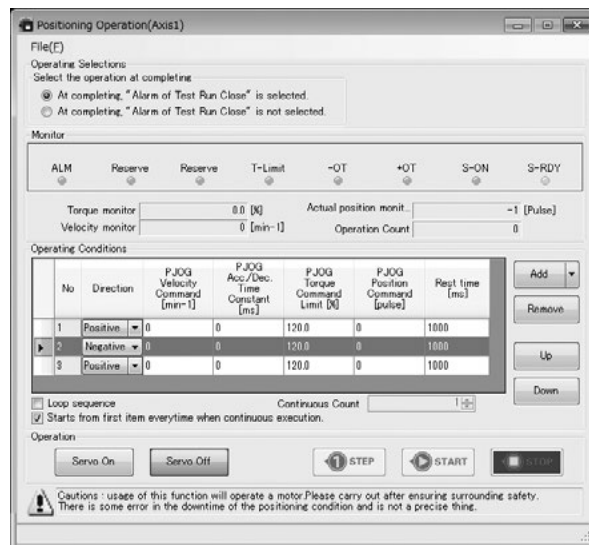 Positioning Operation(Axis1)
File(F)
Operating Selections
Select the operation at completing
At completing, "Alarm of Test Run Close" is selected.
At completing, "Alarm of Test Run Close" is not selected.
Monitor
ALM Reserve Reserve T-Limit -OT +OT S-ON S-RDY
Torque monitor 0.0 [%] Actual position monit.. -1 [Pulse]
Velocity monitor 0 [min-1] Operation Count 0
Operating Conditions
No Direction PJOG Velocity Command [min-1] PJOG Acc/Dec. Time Constant [ms] PJOG Torque Command Limit [%] PJOG Position Command [pulse] Rest time [ms]
1 Positive 0 0 120.0 0 1000
2 Negative 0 0 120.0 0 1000
3 Positive 0 0 120.0 0 1000
Add
Remove
Up
Down
Loop sequence Continuous Count 1
Starts from first item everytime when continuous execution.
Operation
Servo On Servo Off 1 STEP START STOP
Cautions : usage of this function will operate a motor.Please carry out after ensuring surrounding safety.
There is some error in the downtime of the positioning condition and is not a precise thing.